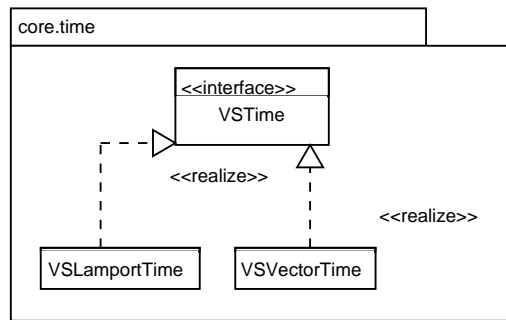 core.time
<<interface>>
VSTime
<<realize>>
<<realize>>
VSLamportTime
VSVectorTime